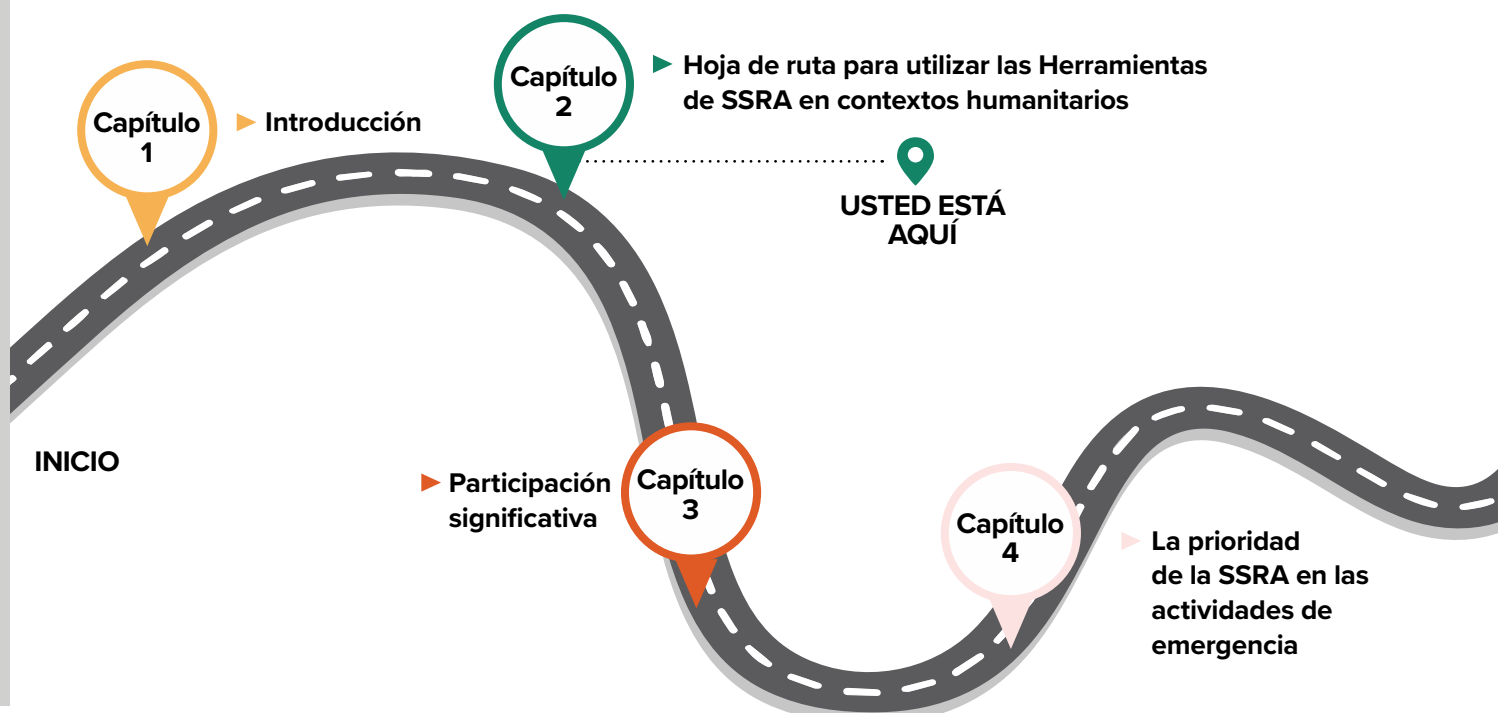 Capítulo
1
Introducción
Capítulo
2
Hoja de ruta para utilizar las Herramientas
de SSRA en contextos humanitarios
USTED ESTÁ
AQUÍ
INICIO
Participación
significativa
Capítulo
3
Capítulo
4
La prioridad
de la SSRA en las
actividades de
emergencia